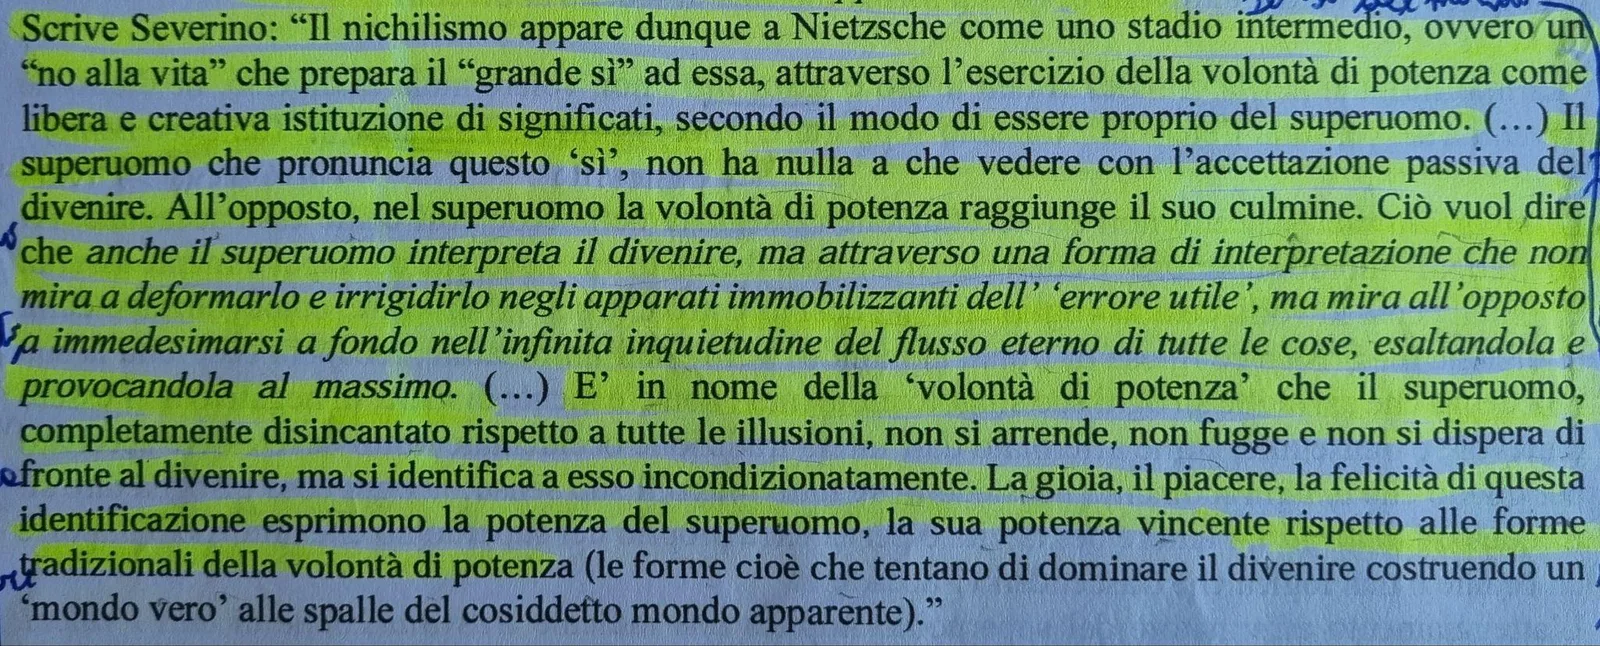 Scrive Severino: “Il nichilismo appare dunque a Nietzsche come uno stadio intermedio, ovvero un
“no alla vita” che prepara il “grande sì” ad essa, attraverso l’esercizio della volontà di potenza come
libera e creativa istituzione di significati, secondo il modo di essere proprio del superuomo. (…) Il
superuomo che pronuncia questo ‘sì’, non ha nulla a che vedere con l’accettazione passiva del
divenire. All’opposto, nel superuomo la volontà di potenza raggiunge il suo culmine. Ciò vuol dire
che anche il superuomo interpreta il divenire, ma attraverso una forma di interpretazione che non
mira a deformarlo e irrigidirlo negli apparati immobilizzanti dell’ ‘errore utile’, ma mira all’opposto
a immedesimarsi a fondo nell’infinita inquietudine del flusso eterno di tutte le cose, esaltandola e
provocandola al massimo. (…) E’ in nome della ‘volontà di potenza’ che il superuomo,
completamente disincantato rispetto a tutte le illusioni, non si arrende, non fugge e non si dispera di
fronte al divenire, ma si identifica a esso incondizionatamente. La gioia, il piacere, la felicità di questa
identificazione esprimono la potenza del superuomo, la sua potenza vincente rispetto alle forme
tradizionali della volontà di potenza (le forme cioè che tentano di dominare il divenire costruendo un
‘mondo vero’ alle spalle del cosiddetto mondo apparente).”